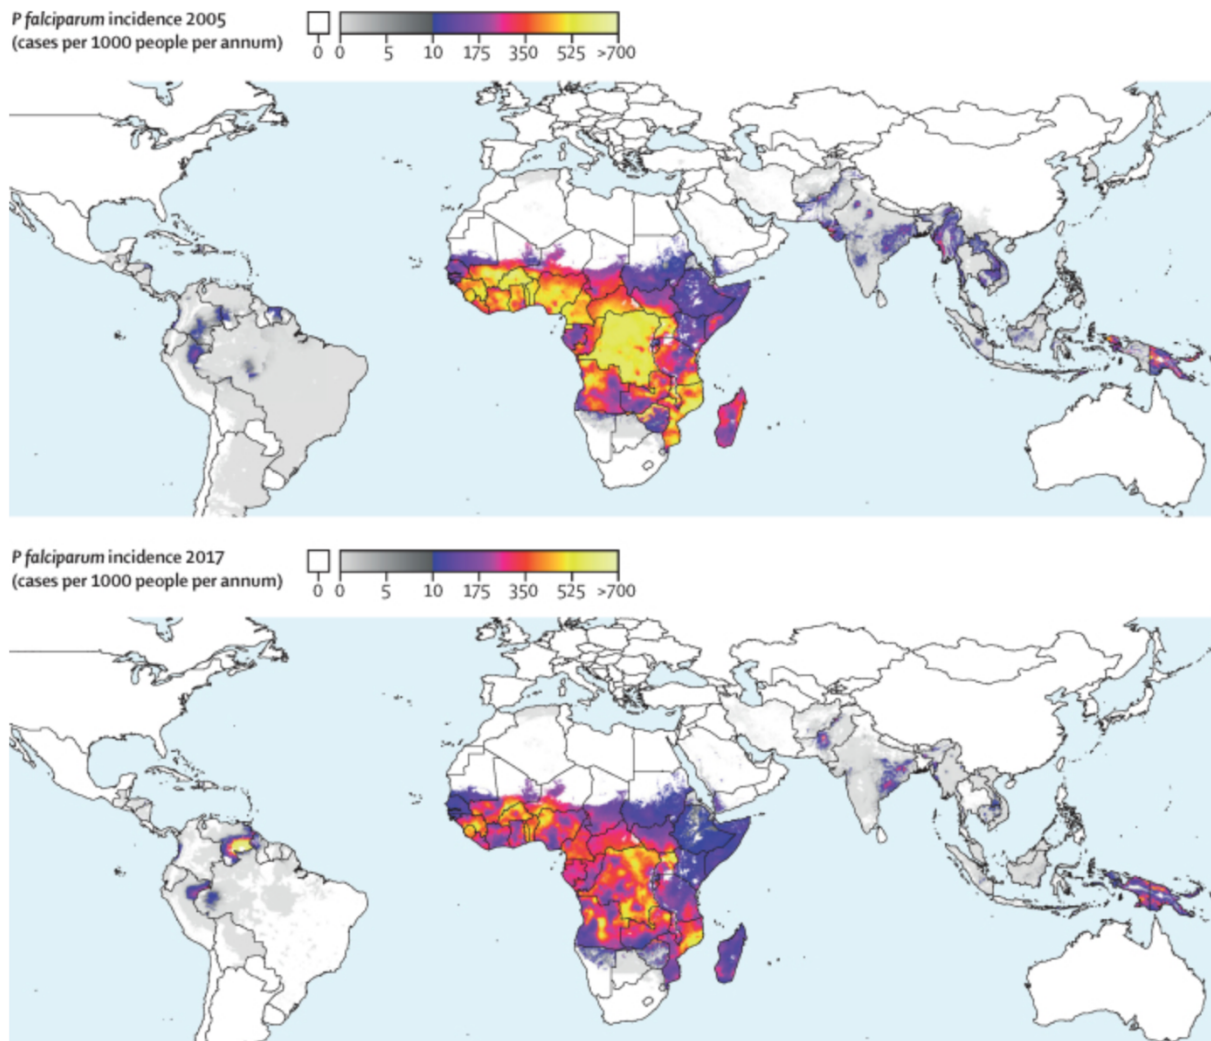 P falciparum incidence 2005
(cases per 1000 people per annum)
0 0 5 10 175 350 525 >700
P falciparum incidence 2017
(cases per 1000 people per annum)
0 0 5 10 175 350 525 >700